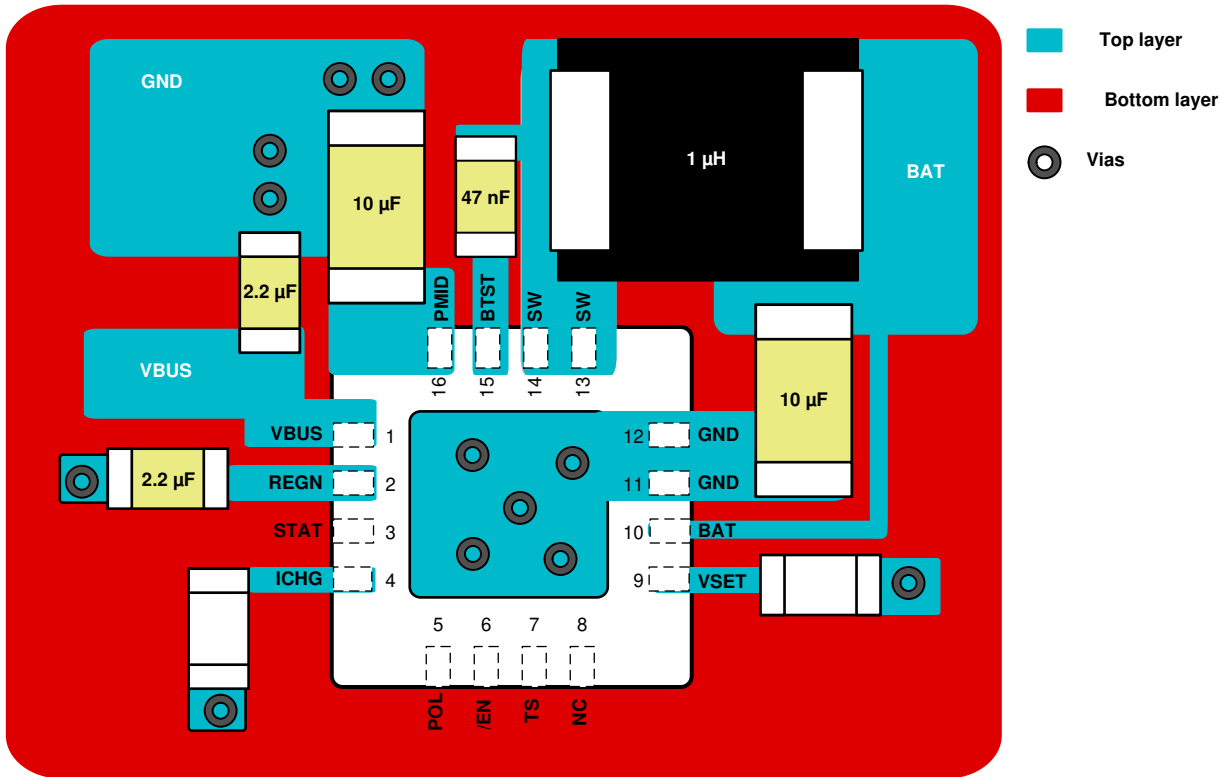 GND
10 µF
47 nF
1 µH
BAT
2.2 µF
VBUS
PMID
BTST
SW
SW
16
15
14
13
10 µF
VBUS
1
12
GND
2.2 µF
REGN
2
11
GND
STAT
3
10
BAT
ICHG
4
9
VSET
5
6
7
8
POL
/EN
TS
NC
Top layer
Bottom layer
Vias